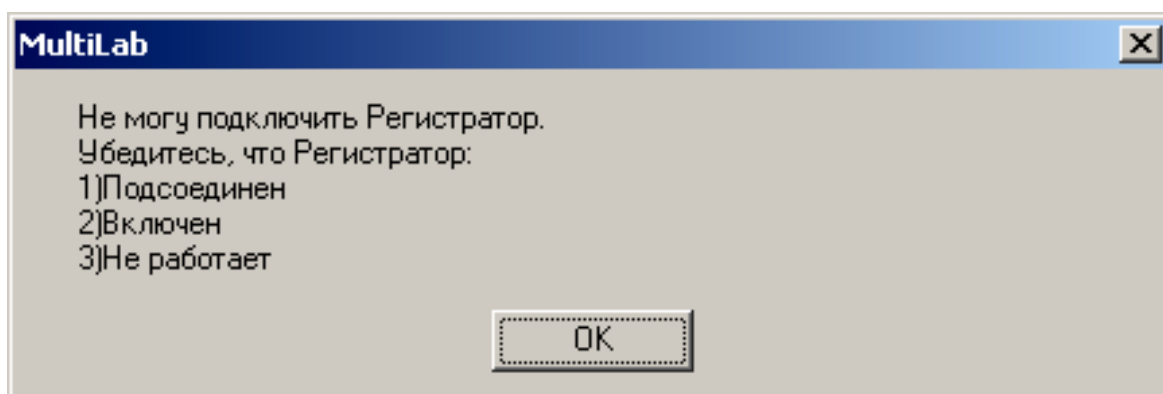 MultiLab
Не могу подключить Регистратор.
Убедитесь, что Регистратор:
1)Подсоединен
2)Включен
3)Не работает
OK